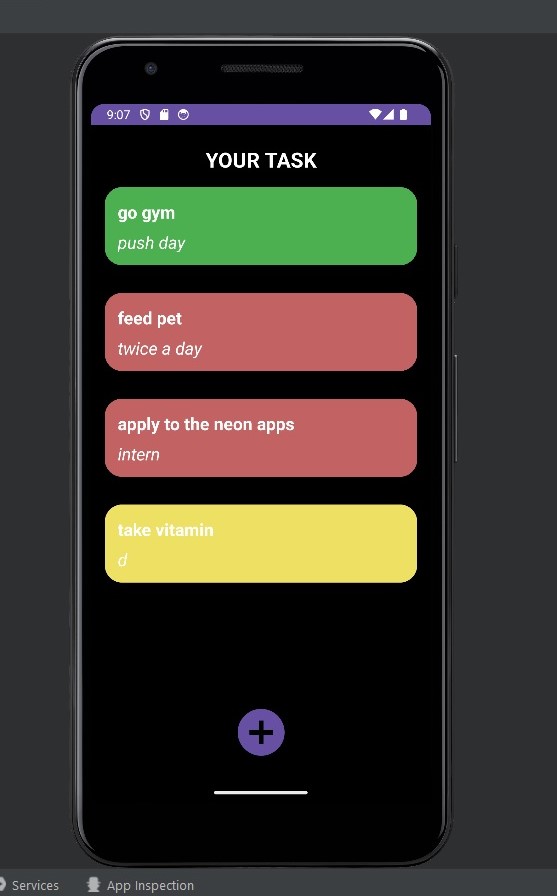 9:07
YOUR TASK
go gym
push day
feed pet
twice a day
apply to the neon apps
intern
take vitamin
d
Services
App Inspection